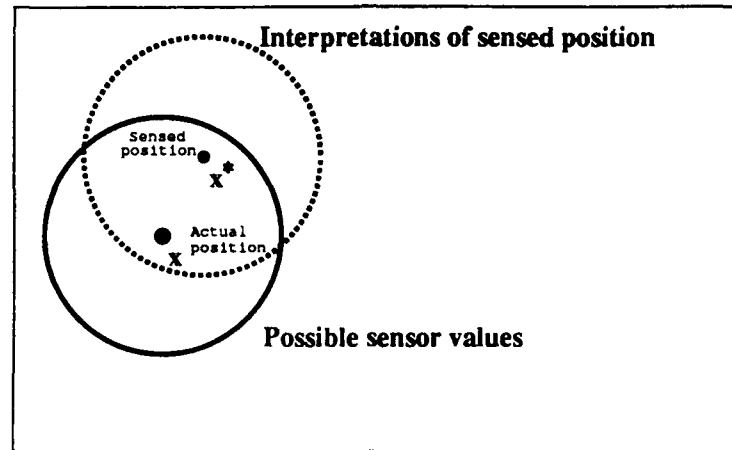 Interpretations of sensed position
Sensed
position
x*
Actual
position
x
Possible sensor values